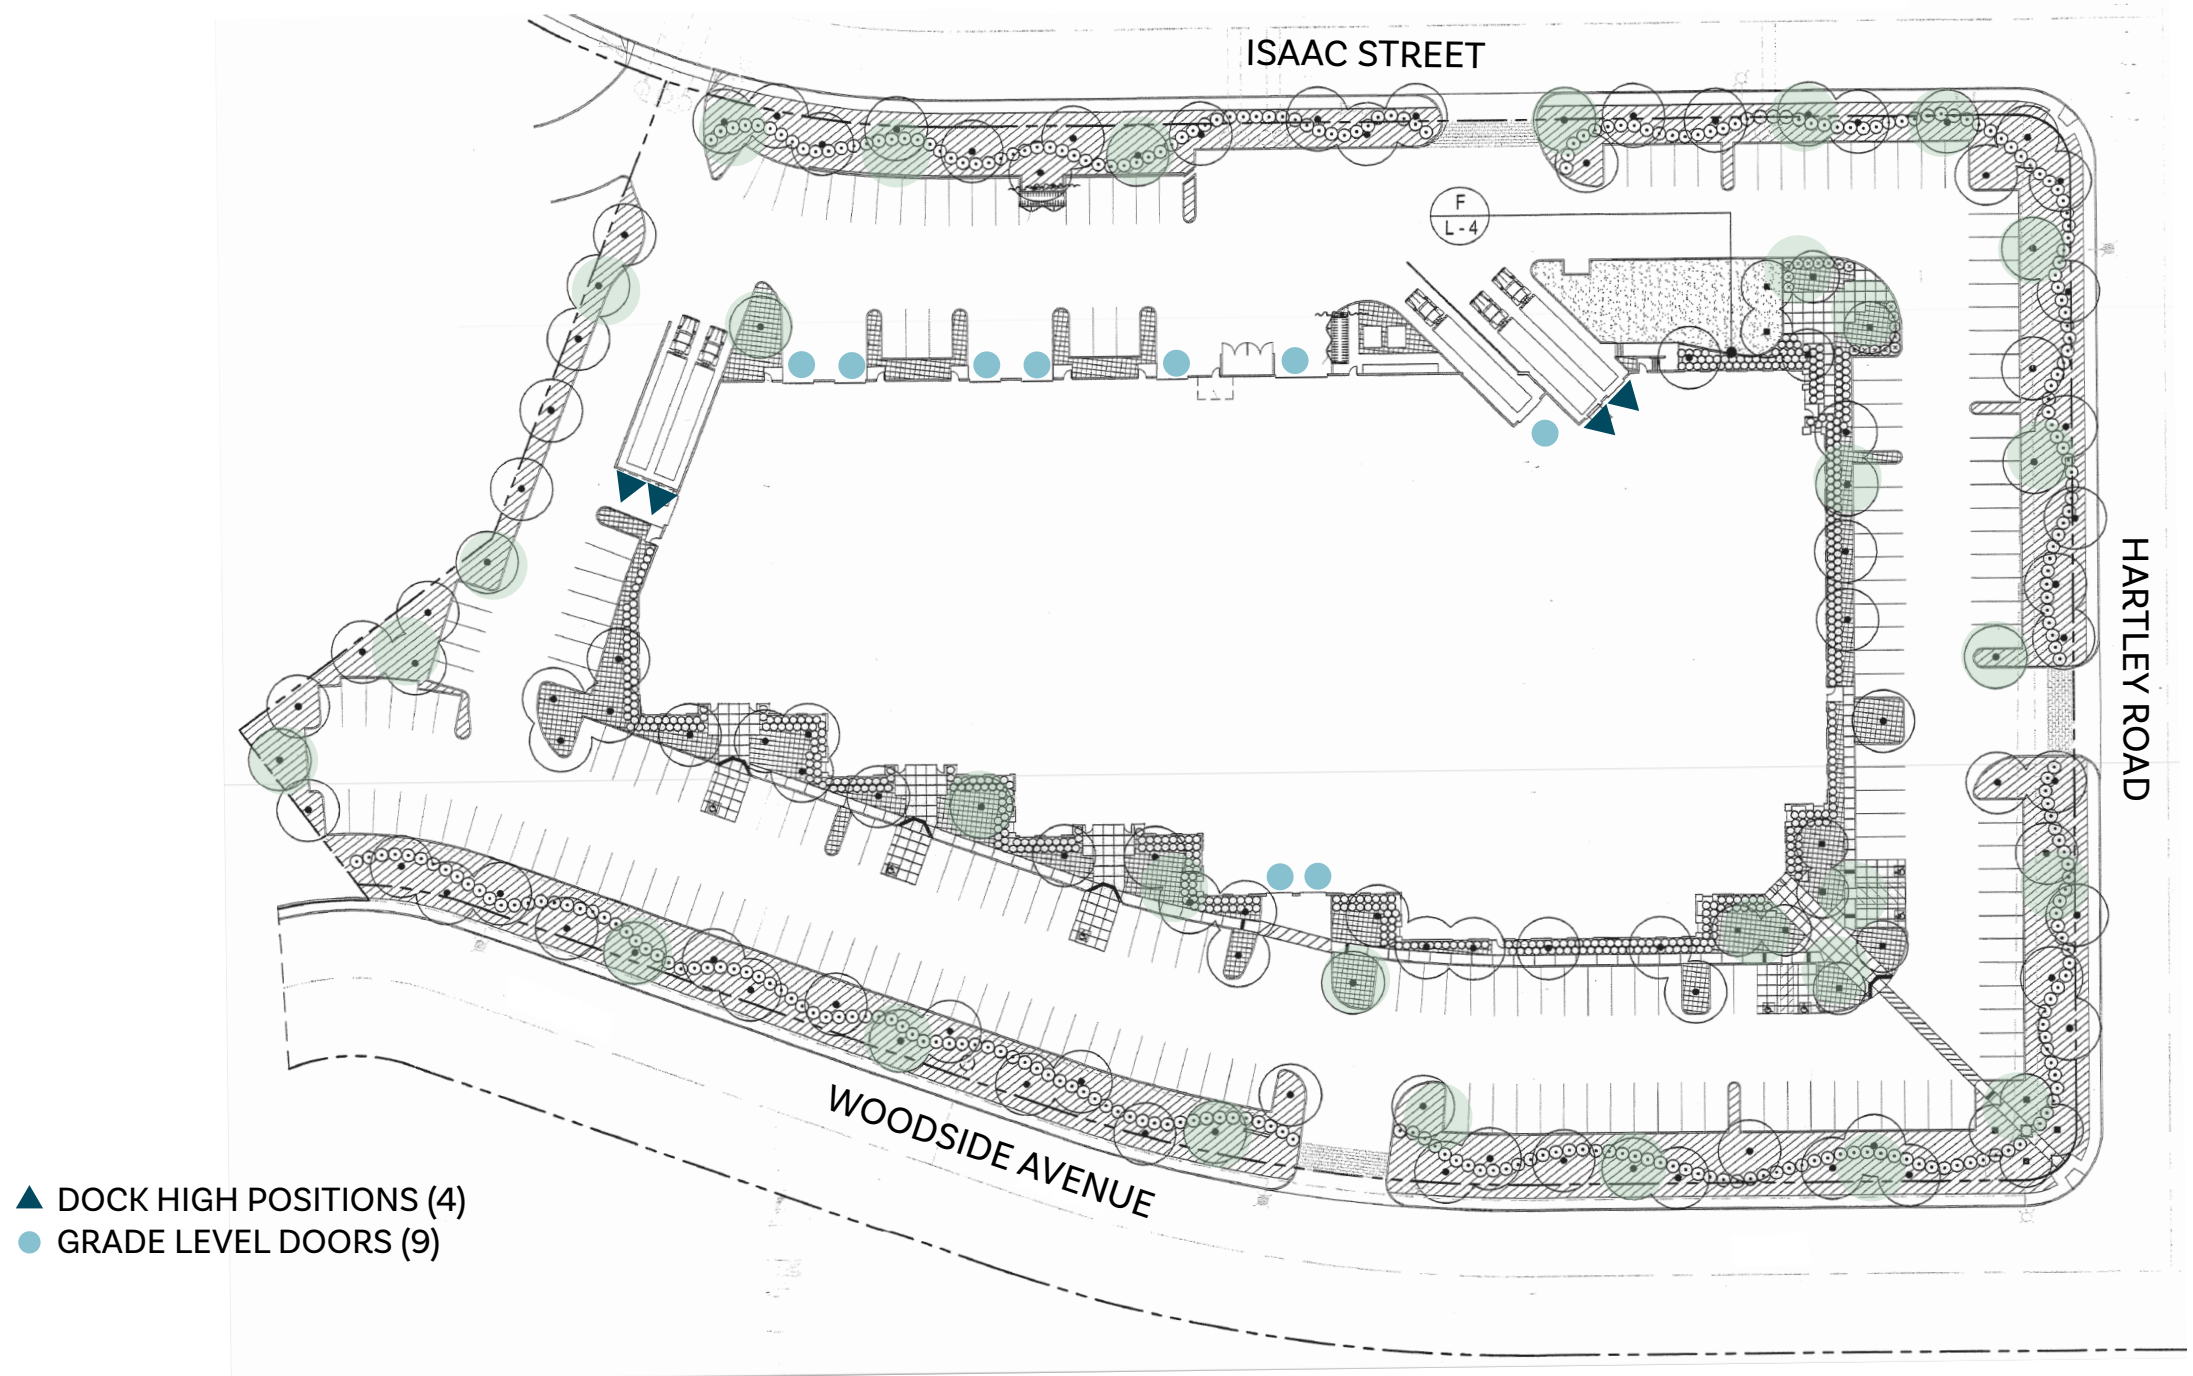 ISAAC STREET
F
L-4
HARTLEY ROAD
WOODSIDE AVENUE
DOCK HIGH POSITIONS (4)
GRADE LEVEL DOORS (9)